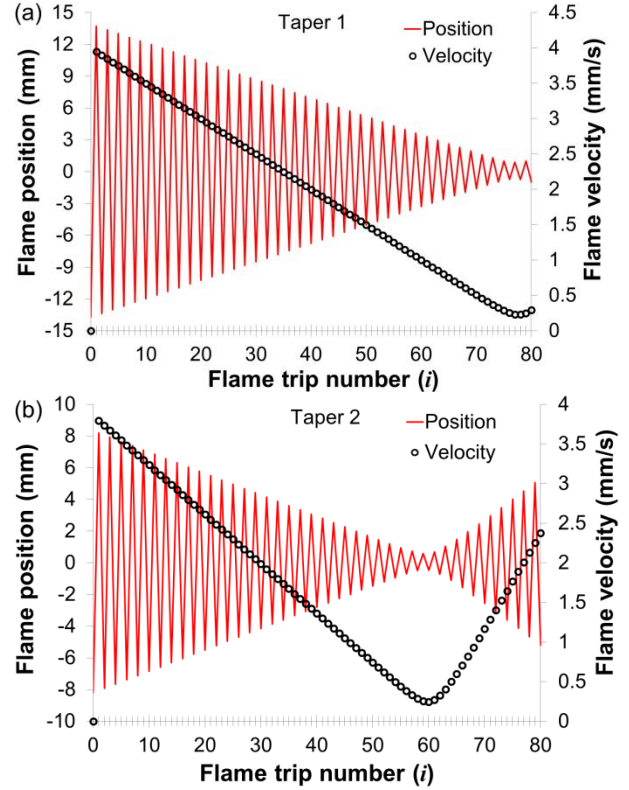 (a)
Taper 1
Position
Velocity
Flame position (mm)
15
12
9
6
3
0
-3
-6
-9
-12
-15
4.5
4
3.5
3
2.5
2
1.5
1
0.5
0
Flame velocity (mm/s)
0 10 20 30 40 50 60 70 80
Flame trip number (i)
(b)
Taper 2
Position
Velocity
Flame position (mm)
10
8
6
4
2
0
-2
-4
-6
-8
-10
4
3.5
3
2.5
2
1.5
1
0.5
0
Flame velocity (mm/s)
0 10 20 30 40 50 60 70 80
Flame trip number (i)